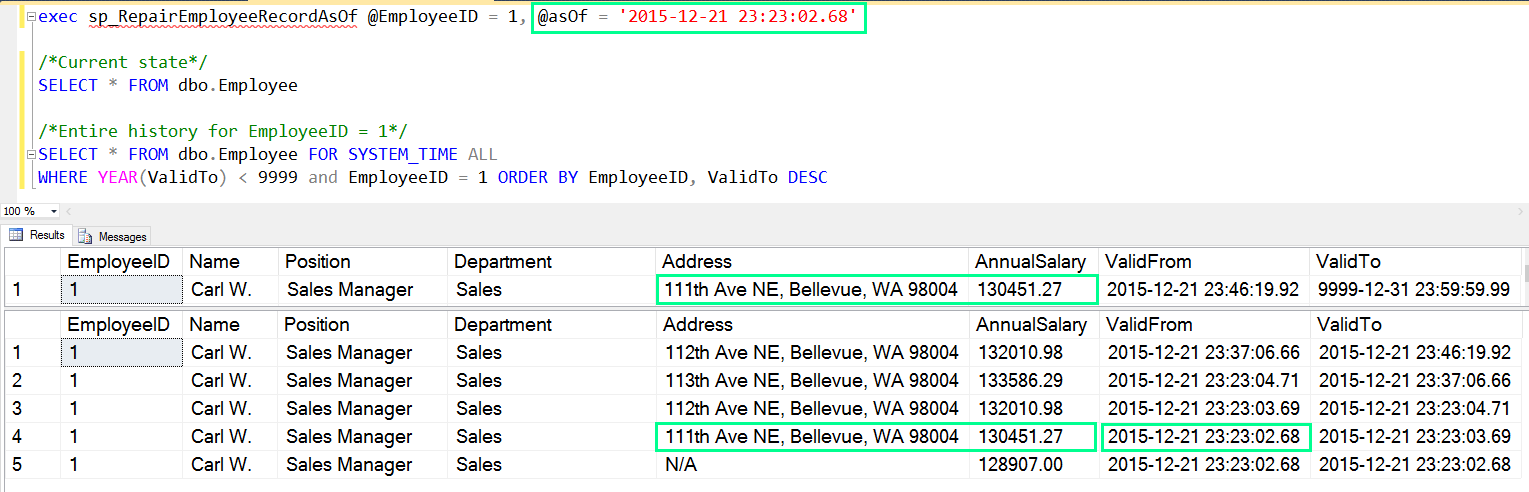 exec sp_RepairEmployeeRecordAsOf @EmployeeID = 1, @asOf = '2015-12-21 23:23:02.68'
/*Current state*/
SELECT * FROM dbo.Employee
/*Entire history for EmployeeID = 1*/
SELECT * FROM dbo.Employee FOR SYSTEM_TIME ALL
WHERE YEAR(ValidTo) < 9999 and EmployeeID = 1 ORDER BY EmployeeID, ValidTo DESC
100 %
Results Messages
EmployeeID Name Position Department Address AnnualSalary ValidFrom ValidTo
1 1 Carl W. Sales Manager Sales 111th Ave NE, Bellevue, WA 98004 130451.27 2015-12-21 23:46:19.92 9999-12-31 23:59:59.99
EmployeeID Name Position Department Address AnnualSalary ValidFrom ValidTo
1 1 Carl W. Sales Manager Sales 112th Ave NE, Bellevue, WA 98004 132010.98 2015-12-21 23:37:06.66 2015-12-21 23:46:19.92
2 1 Carl W. Sales Manager Sales 113th Ave NE, Bellevue, WA 98004 133586.29 2015-12-21 23:23:04.71 2015-12-21 23:37:06.66
3 1 Carl W. Sales Manager Sales 112th Ave NE, Bellevue, WA 98004 132010.98 2015-12-21 23:23:03.69 2015-12-21 23:23:04.71
4 1 Carl W. Sales Manager Sales 111th Ave NE, Bellevue, WA 98004 130451.27 2015-12-21 23:23:02.68 2015-12-21 23:23:03.69
5 1 Carl W. Sales Manager Sales N/A 128907.00 2015-12-21 23:23:02.68 2015-12-21 23:23:02.68